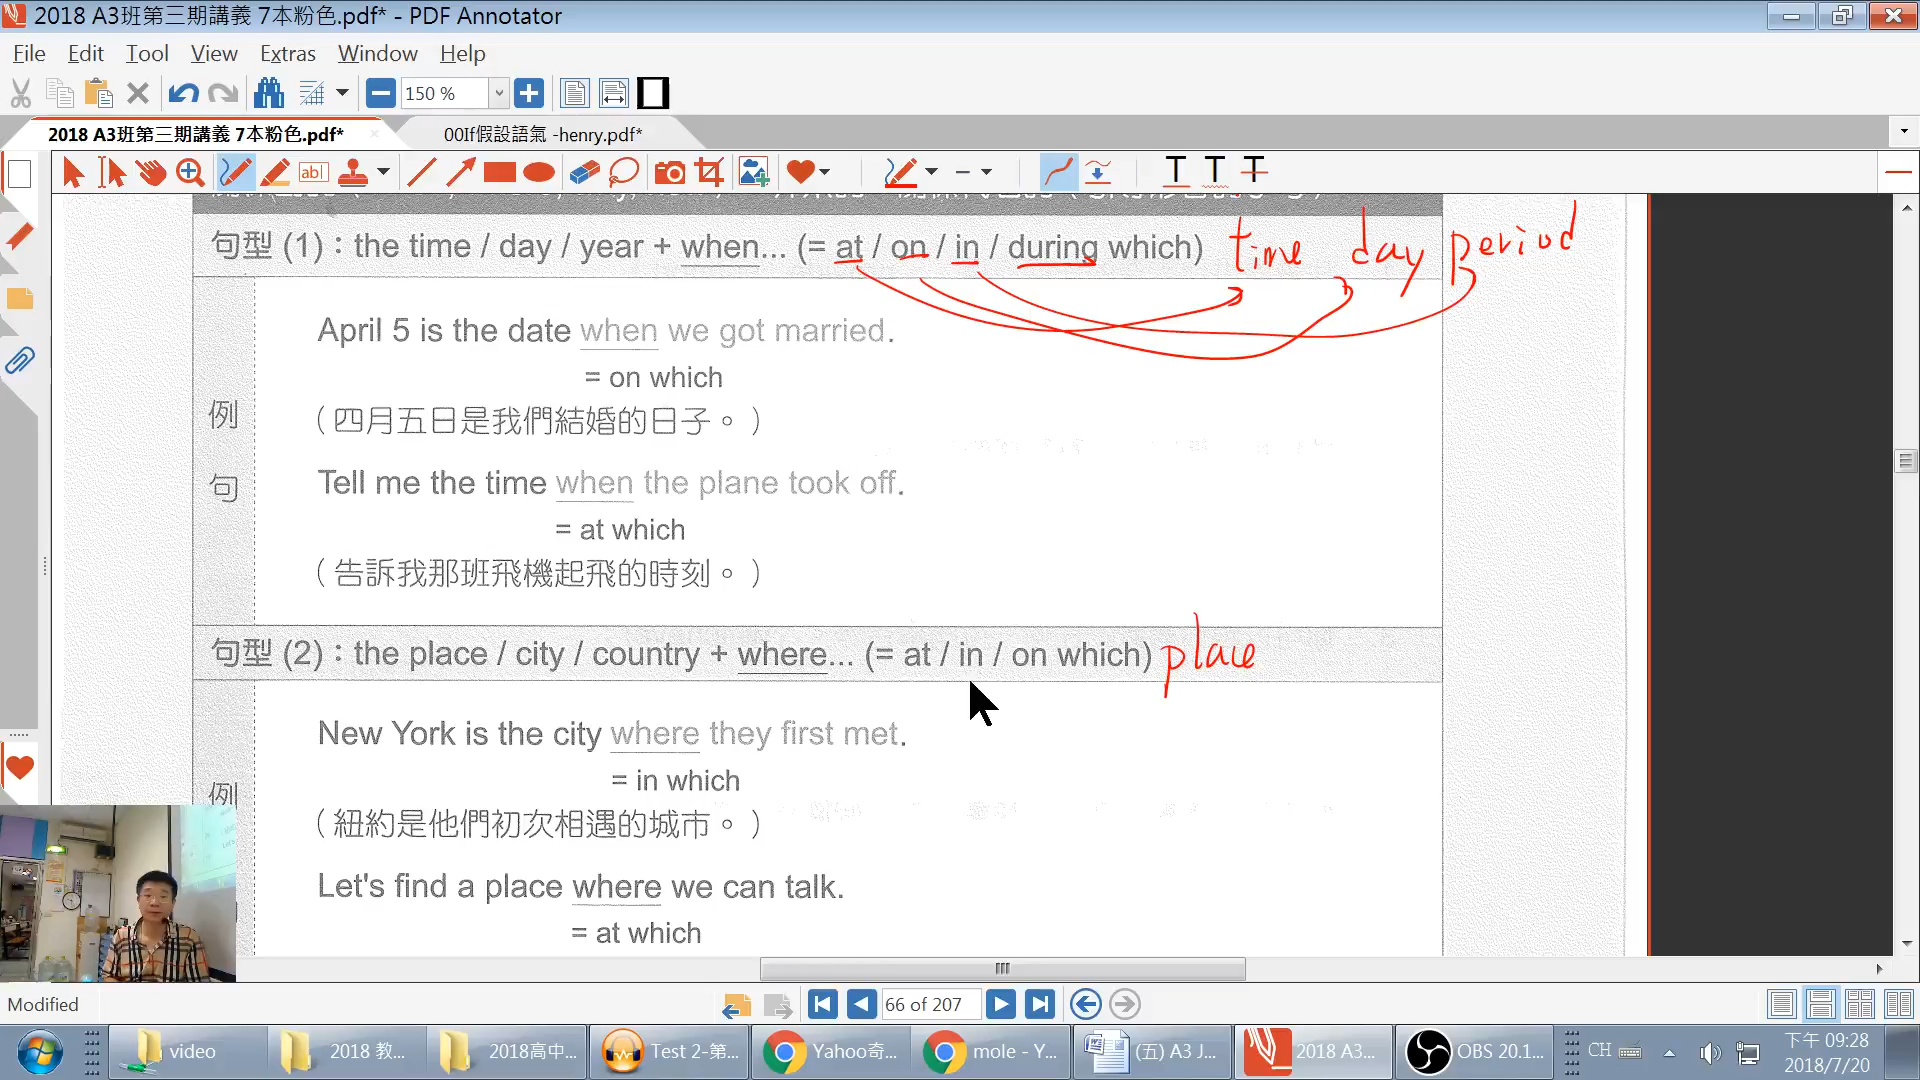 2018 A3班第三期講義 7本粉色.pdf* - PDF Annotator
File Edit Tool View Extras Window Help
150 %
2018 A3班第三期講義 7本粉色.pdf* 00If假設語氣 -henry.pdf*
句型 (1)：the time / day / year + when... (= at / on / in / during which) time day period
April 5 is the date when we got married.
= on which
（四月五日是我們結婚的日子。）
例
Tell me the time when the plane took off.
句
= at which
（告訴我那班飛機起飛的時刻。）
句型 (2)：the place / city / country + where... (= at / in / on which) place
New York is the city where they first met.
= in which
例
（紐約是他們初次相遇的城市。）
Let's find a place where we can talk.
= at which
Modified 66 of 207
video 2018 教... 2018高中... Test 2-第... Yahoo奇... mole - Y... (五) A3 J... 2018 A3... OBS 20.1... CH 下午 09:28
2018/7/20